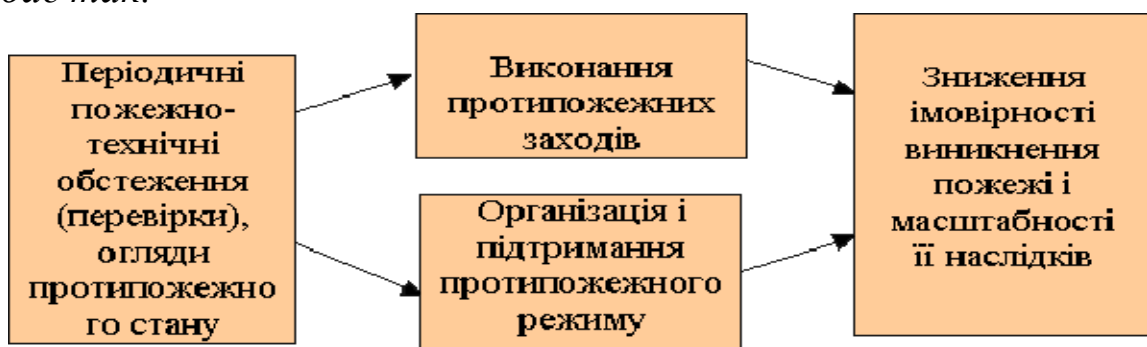 так:
Періодичні
пожежно-
технічні
обстеження
(перевірки),
огляди
протипожежно
го стану
Виконання
протипожежних
заходів
Організація і
підтримання
протипожежного
режиму
Зниження
імовірності
виникнення
пожежі і
масштабності
її наслідків